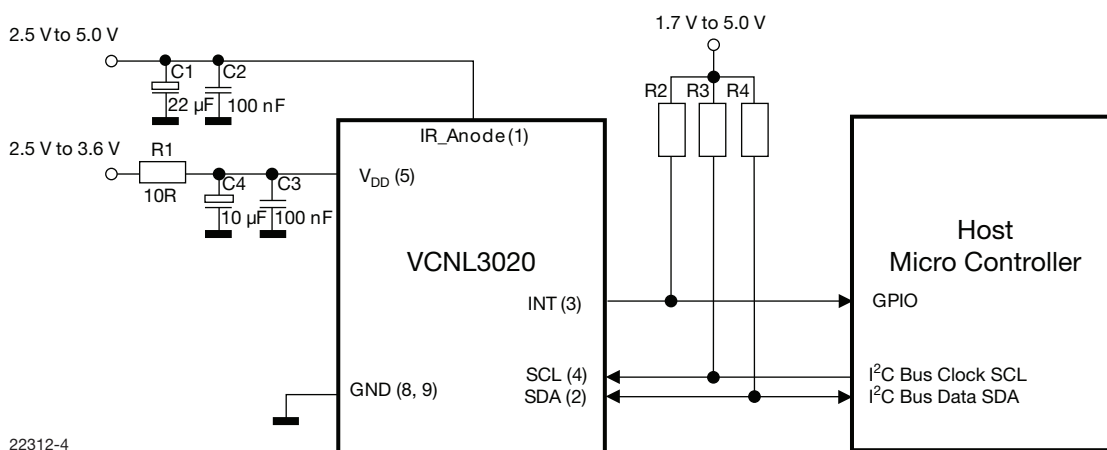 1.7 V to 5.0 V
2.5 V to 5.0 V
C1
C2
22 µF
100 nF
R2
R3
R4
IR_Anode (1)
2.5 V to 3.6 V
R1
10R
C4
C3
10 µF
100 nF
VDD (5)
VCNL3020
Host
Micro Controller
INT (3)
GPIO
GND (8, 9)
SCL (4)
SDA (2)
I²C Bus Clock SCL
I²C Bus Data SDA
22312-4